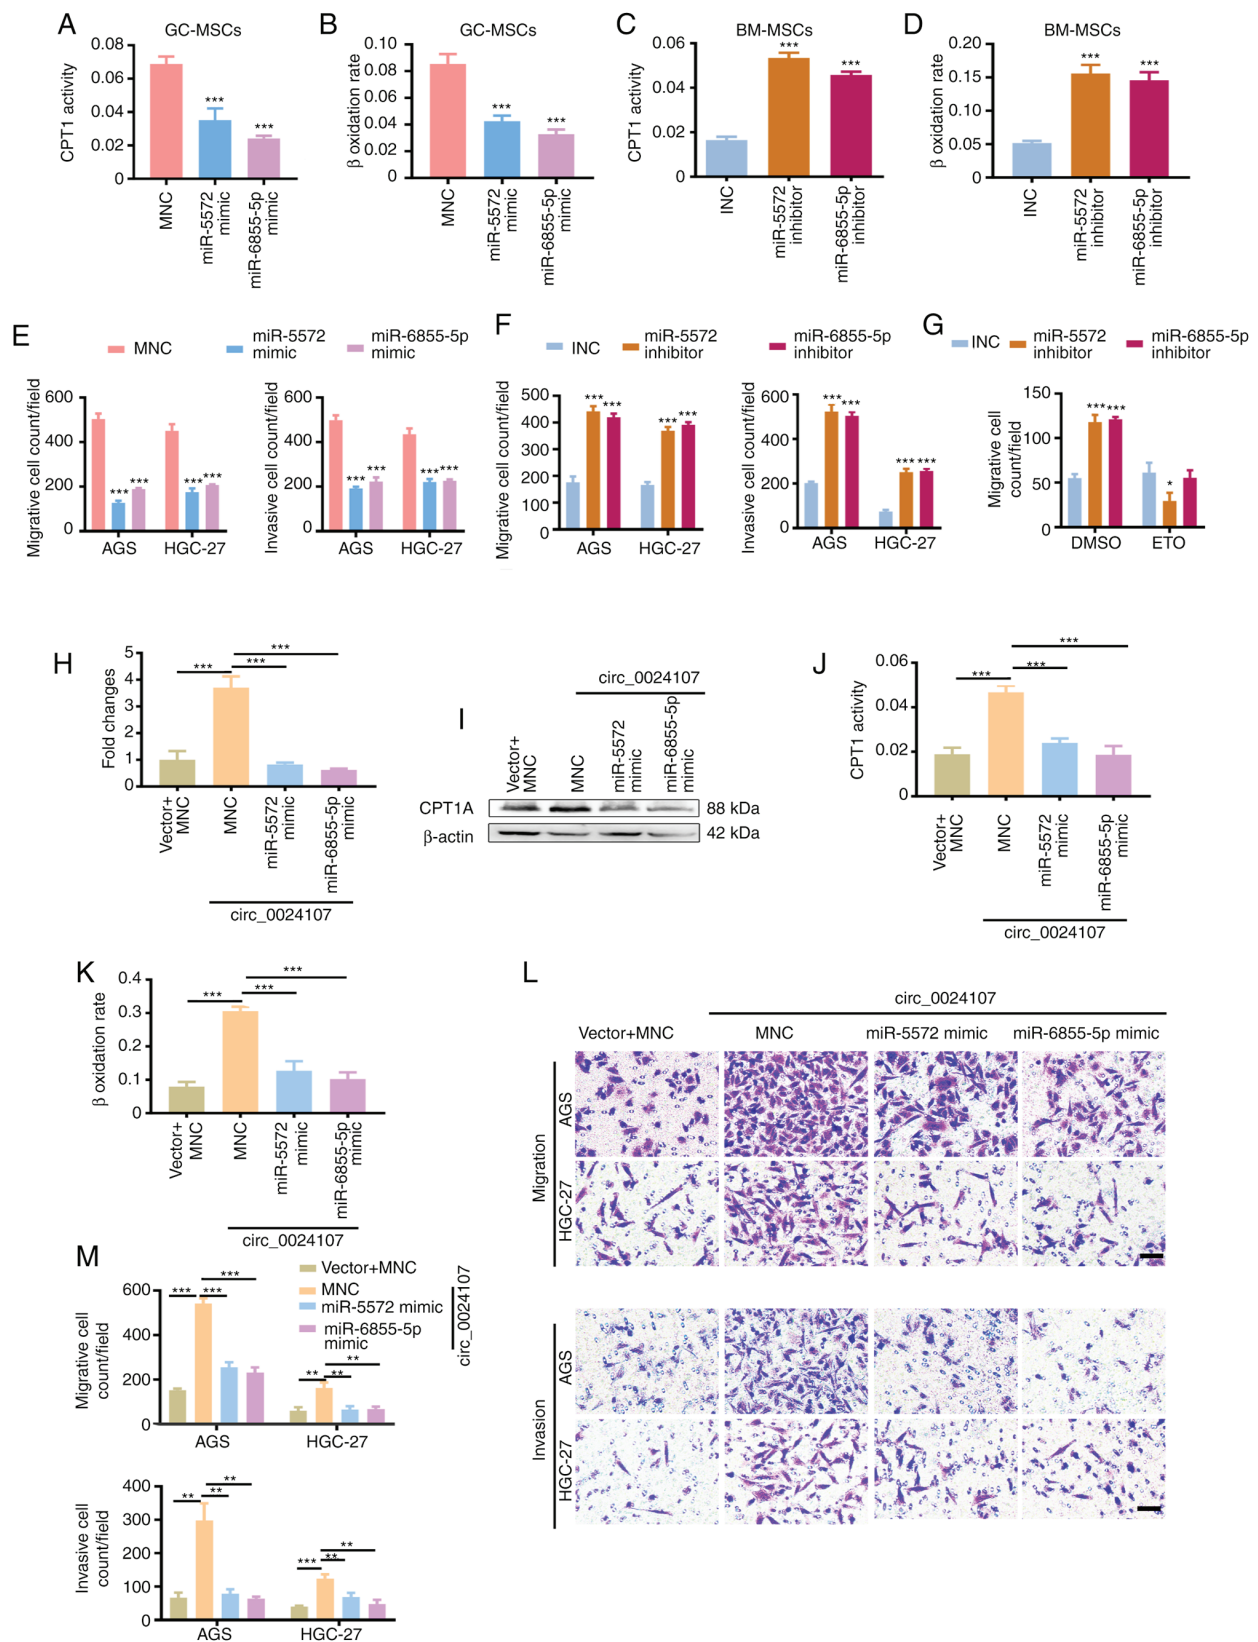 A
GC-MSCs
CPT1 activity
0.08
0.06
0.04
0.02
0
***
***
MNC
miR-5572
mimic
miR-6855-5p
mimic
B
GC-MSCs
β oxidation rate
0.10
0.08
0.06
0.04
0.02
0
***
***
MNC
miR-5572
mimic
miR-6855-5p
mimic
C
BM-MSCs
CPT1 activity
0.06
0.04
0.02
0
***
***
INC
miR-5572
inhibitor
miR-6855-5p
inhibitor
D
BM-MSCs
β oxidation rate
0.20
0.15
0.10
0.05
0.00
***
***
INC
miR-5572
inhibitor
miR-6855-5p
inhibitor
E
MNC
miR-5572
mimic
miR-6855-5p
mimic
Migrative cell count/field
600
400
200
0
***
***
***
***
AGS
HGC-27
Invasive cell count/field
600
400
200
0
***
***
***
***
AGS
HGC-27
F
INC
miR-5572
inhibitor
miR-6855-5p
inhibitor
Migrative cell count/field
500
400
300
200
100
0
***
***
***
***
AGS
HGC-27
Invasive cell count/field
600
400
200
0
***
***
***
***
AGS
HGC-27
G
INC
miR-5572
inhibitor
miR-6855-5p
inhibitor
Migrative cell
count/field
150
100
50
0
***
***
*
DMSO
ETO
H
Fold changes
5
4
3
2
1
0
***
***
***
Vector+
MNC
MNC
miR-5572
mimic
miR-6855-5p
mimic
circ_0024107
I
circ_0024107
Vector+
MNC
MNC
miR-5572
mimic
miR-6855-5p
mimic
CPT1A
88 kDa
β-actin
42 kDa
J
CPT1 activity
0.06
0.04
0.02
0
***
***
***
Vector+
MNC
MNC
miR-5572
mimic
miR-6855-5p
mimic
circ_0024107
K
β oxidation rate
0.4
0.3
0.2
0.1
0
***
***
***
Vector+
MNC
MNC
miR-5572
mimic
miR-6855-5p
mimic
circ_0024107
L
circ_0024107
Vector+MNC
MNC
miR-5572 mimic
miR-6855-5p mimic
Migration
AGS
HGC-27
Invasion
AGS
HGC-27
M
Vector+MNC
MNC
miR-5572 mimic
miR-6855-5p
mimic
circ_0024107
Migrative cell
count/field
600
400
200
0
***
***
***
**
**
**
AGS
HGC-27
Invasive cell
count/field
400
300
200
100
0
**
**
**
***
**
**
AGS
HGC-27